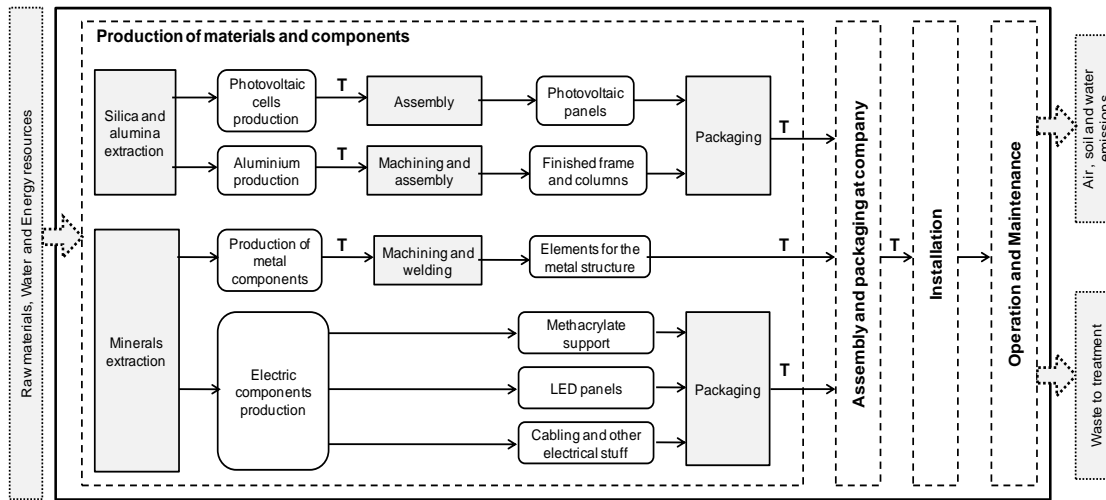 Raw materials, Water and Energy resources
Production of materials and components
Silica and
alumina extraction
Photovoltaic
cells
production
T
Assembly
Photovoltaic
panels
Aluminium
production
T
Machining and
assembly
Finished frame
and columns
Packaging
T
Minerals
extraction
Production of
metal
components
T
Machining and
welding
Elements for the
metal structure
T
Electric
components
production
Methacrylate
support
LED panels
Cabling and other
electrical stuff
Packaging
T
Assembly and packaging at company
T
Installation
Operation and Maintenance
Air, soil and water
emissions
Waste to treatment